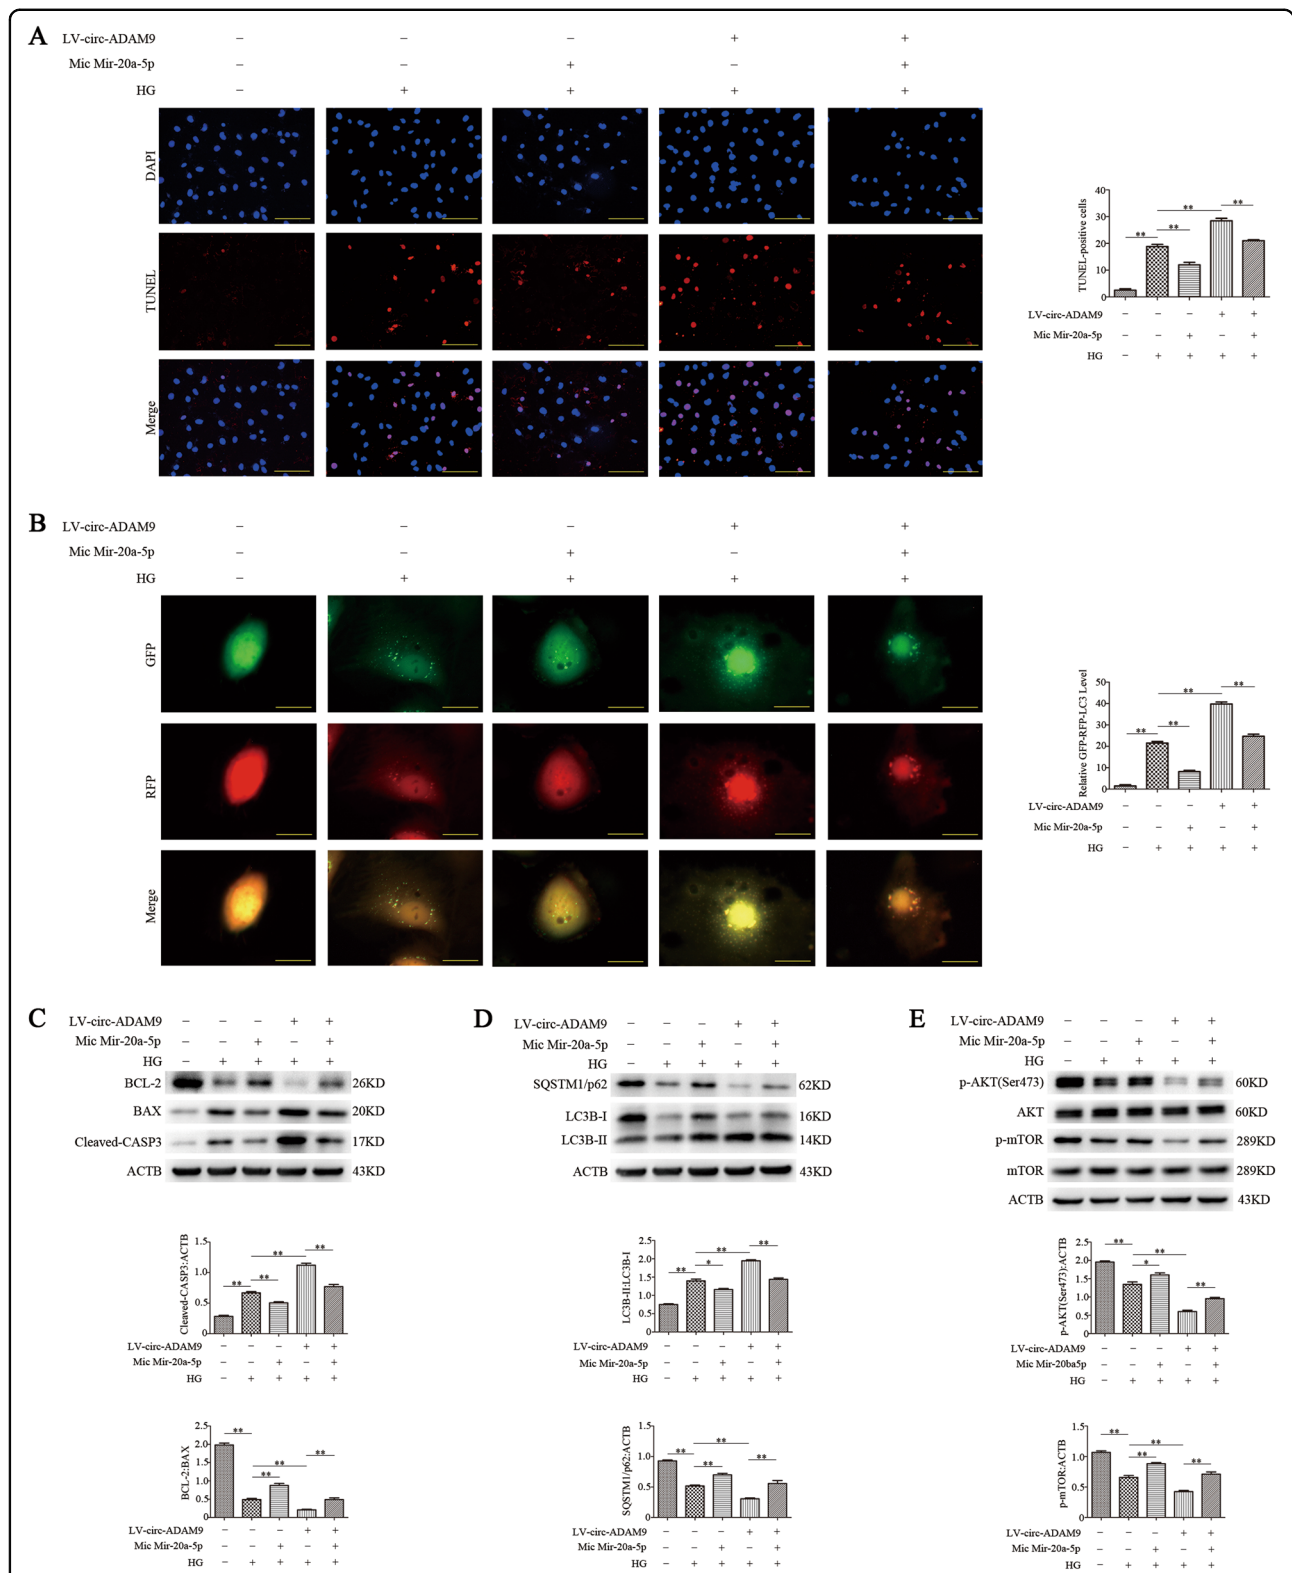 A
LV-circ-ADAM9 – – – + +
Mic Mir-20a-5p – – + – +
HG – + + + +
DAPI
TUNEL
Merge
TUNEL-positive cells
40
30
20
10
0
** ** ** **
LV-circ-ADAM9 – – – + +
Mic Mir-20a-5p – – + – +
HG – + + + +
B
LV-circ-ADAM9 – – – + +
Mic Mir-20a-5p – – + – +
HG – + + + +
GFP
RFP
Merge
Relative GFP-RFP-LC3 Level
50
40
30
20
10
0
** ** ** **
LV-circ-ADAM9 – – – + +
Mic Mir-20a-5p – – + – +
HG – + + + +
C
LV-circ-ADAM9 – – – + +
Mic Mir-20a-5p – – + – +
HG – + + + +
BCL-2 26KD
BAX 20KD
Cleaved-CASP3 17KD
ACTB 43KD
Cleaved-CASP3:ACTB
1.5
1.0
0.5
0
** ** ** **
LV-circ-ADAM9 – – – + +
Mic Mir-20a-5p – – + – +
HG – + + + +
BCL-2:BAX
2.5
2.0
1.5
1.0
0.5
0
** ** ** **
LV-circ-ADAM9 – – – + +
Mic Mir-20a-5p – – + – +
HG – + + + +
D
LV-circ-ADAM9 – – – + +
Mic Mir-20a-5p – – + – +
HG – + + + +
SQSTM1/p62 62KD
LC3B-I 16KD
LC3B-II 14KD
ACTB 43KD
LC3B-II:LC3B-I
2.5
2.0
1.5
1.0
0.5
0
** * ** **
LV-circ-ADAM9 – – – + +
Mic Mir-20a-5p – – + – +
HG – + + + +
SQSTM1/p62:ACTB
1.5
1.0
0.5
0
** ** ** **
LV-circ-ADAM9 – – – + +
Mic Mir-20a-5p – – + – +
HG – + + + +
E
LV-circ-ADAM9 – – – + +
Mic Mir-20a-5p – – + – +
HG – + + + +
p-AKT(Ser473) 60KD
AKT 60KD
p-mTOR 289KD
mTOR 289KD
ACTB 43KD
p-AKT(Ser473):ACTB
2.5
2.0
1.5
1.0
0.5
0
** * ** **
LV-circ-ADAM9 – – – + +
Mic Mir-20ba5p – – + – +
HG – + + + +
p-mTOR:ACTB
1.5
1.0
0.5
0
** ** ** **
LV-circ-ADAM9 – – – + +
Mic Mir-20a-5p – – + – +
HG – + + + +